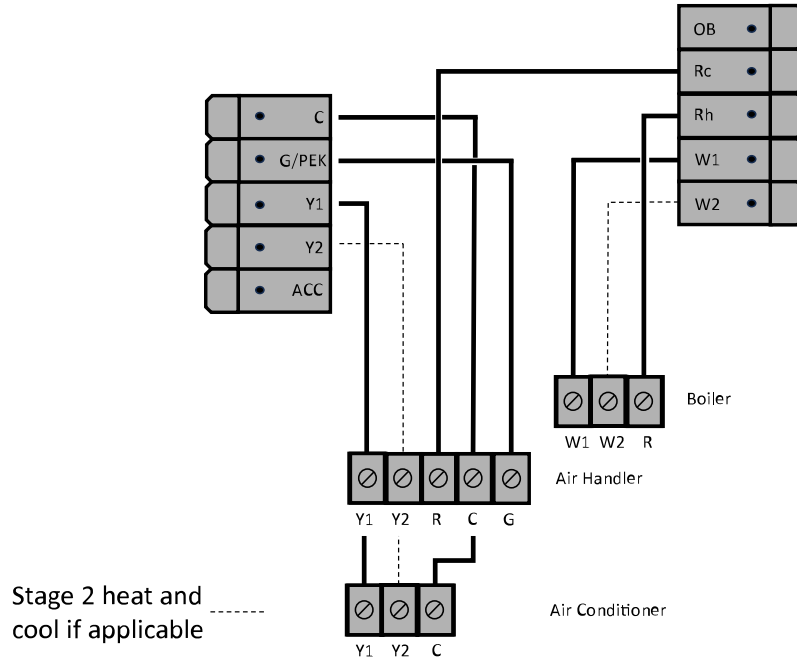 OB
Rc
Rh
W1
W2
C
G/PEK
Y1
Y2
ACC
Boiler
W1 W2 R
Air Handler
Y1 Y2 R C G
Stage 2 heat and
cool if applicable
Air Conditioner
Y1 Y2 C